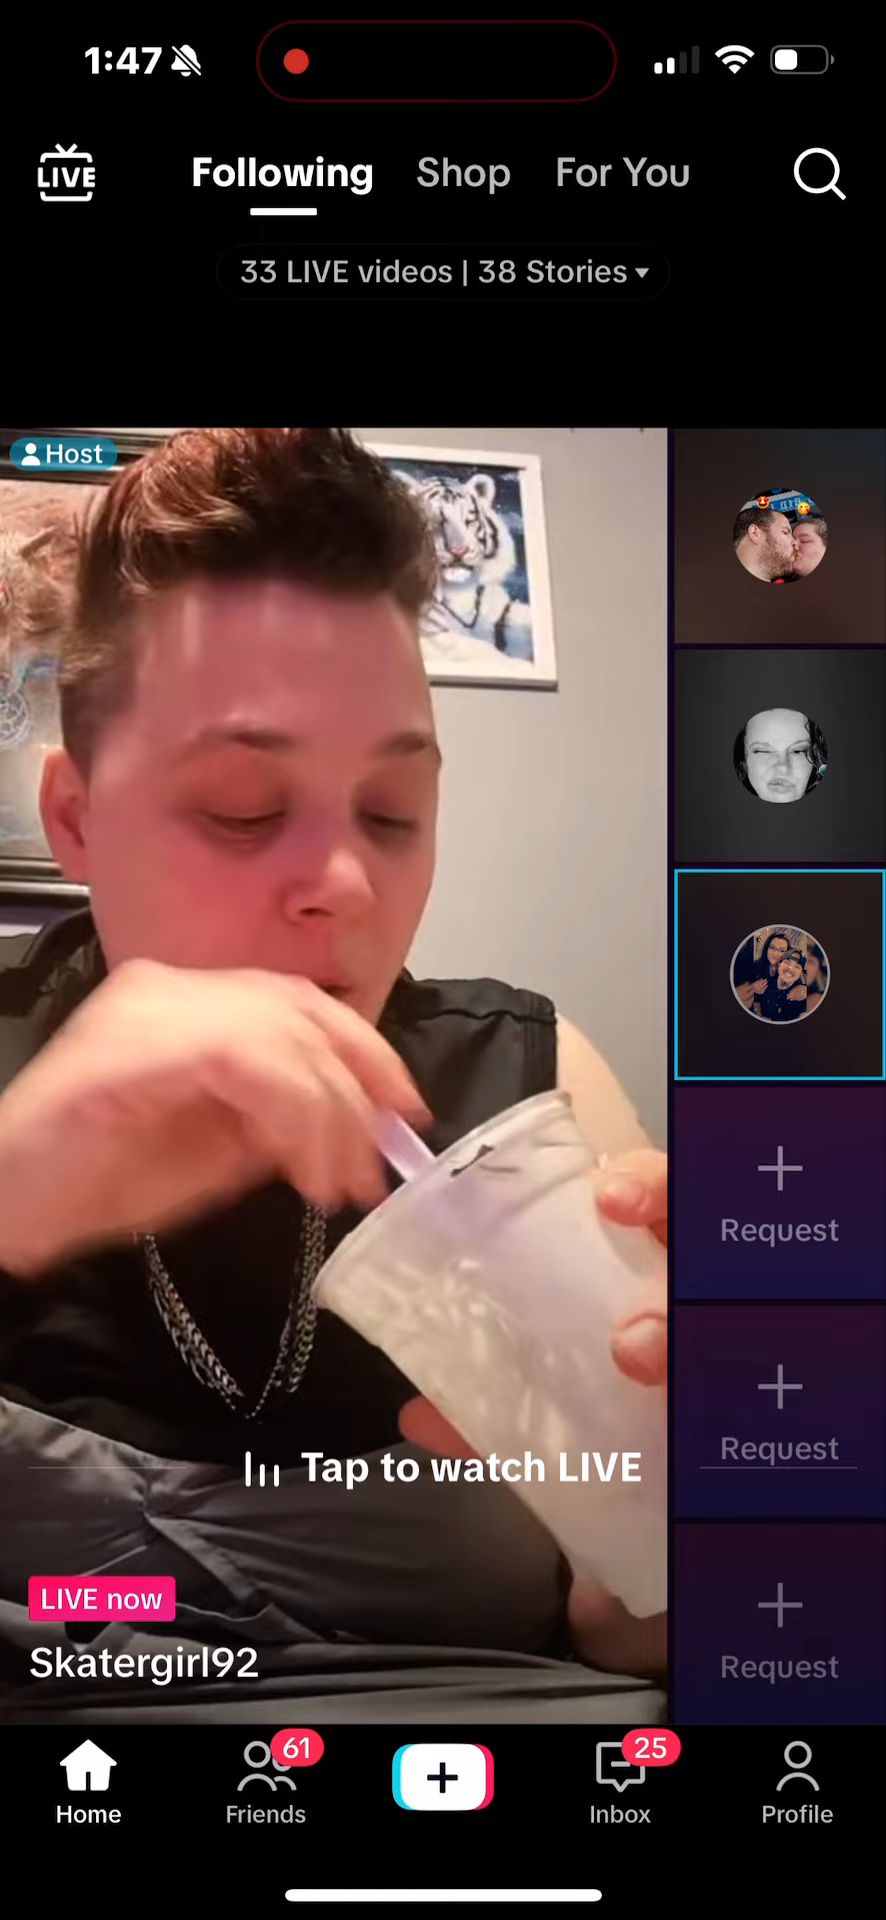 1:47
LIVE
Following
Shop
For You
33 LIVE videos | 38 Stories
Host
Tap to watch LIVE
Request
Request
Request
LIVE now
Skatergirl92
61
25
Home
Friends
Inbox
Profile